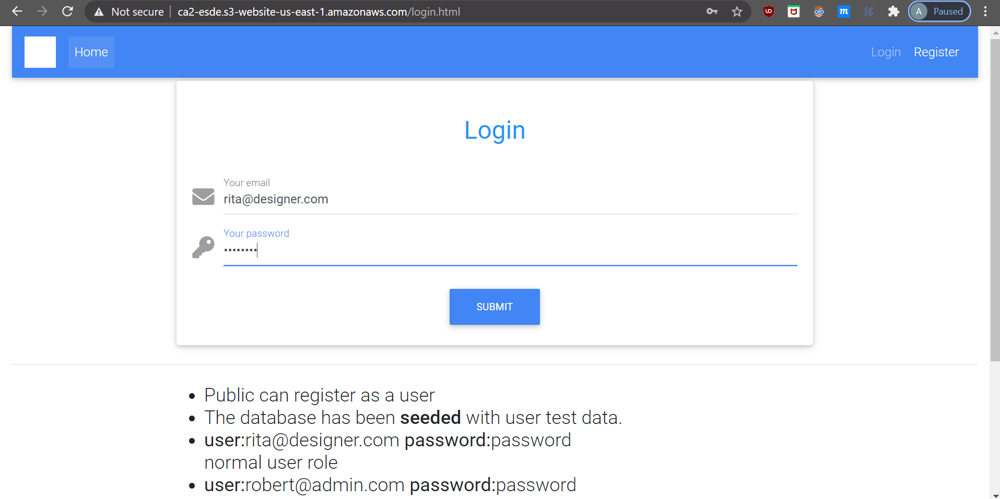 Not secure | ca2-esde.s3-website-us-east-1.amazonaws.com/login.html
A Paused
Home
Login Register
Login
Your email
rita@designer.com
Your password
••••••••
SUBMIT
• Public can register as a user
• The database has been seeded with user test data.
• user:rita@designer.com password:password
normal user role
• user:robert@admin.com password:password